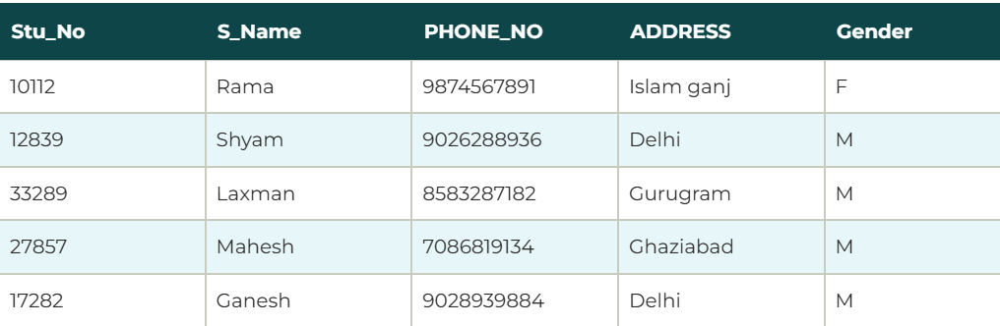 Stu_No S_Name PHONE_NO ADDRESS Gender
10112 Rama 9874567891 Islam ganj F
12839 Shyam 9026288936 Delhi M
33289 Laxman 8583287182 Gurugram M
27857 Mahesh 7086819134 Ghaziabad M
17282 Ganesh 9028939884 Delhi M